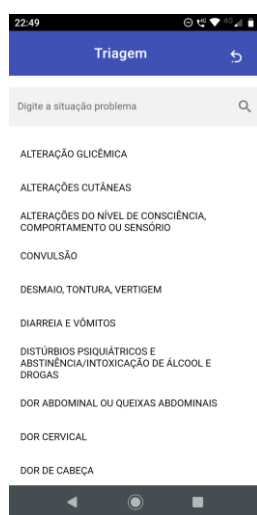 22:49
4G
4G
Triagem
Digite a situação problema
ALTERAÇÃO GLICÊMICA
ALTERAÇÕES CUTÂNEAS
ALTERAÇÕES DO NÍVEL DE CONSCIÊNCIA,
COMPORTAMENTO OU SENSÓRIO
CONVULSÃO
DESMAIO, TONTURA, VERTIGEM
DIARREIA E VÔMITOS
DISTÚRBIOS PSIQUIÁTRICOS E
ABSTINÊNCIA/INTOXICAÇÃO DE ÁLCOOL E
DROGAS
DOR ABDOMINAL OU QUEIXAS ABDOMINAIS
DOR CERVICAL
DOR DE CABEÇA